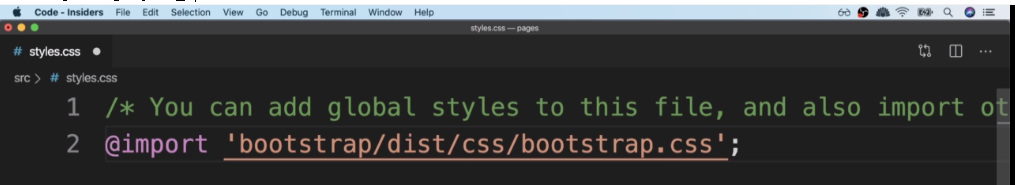 Code - Insiders File Edit Selection View Go Debug Terminal Window Help
styles.css — pages
# styles.css
src > # styles.css
1 /* You can add global styles to this file, and also import ot
2 @import 'bootstrap/dist/css/bootstrap.css';